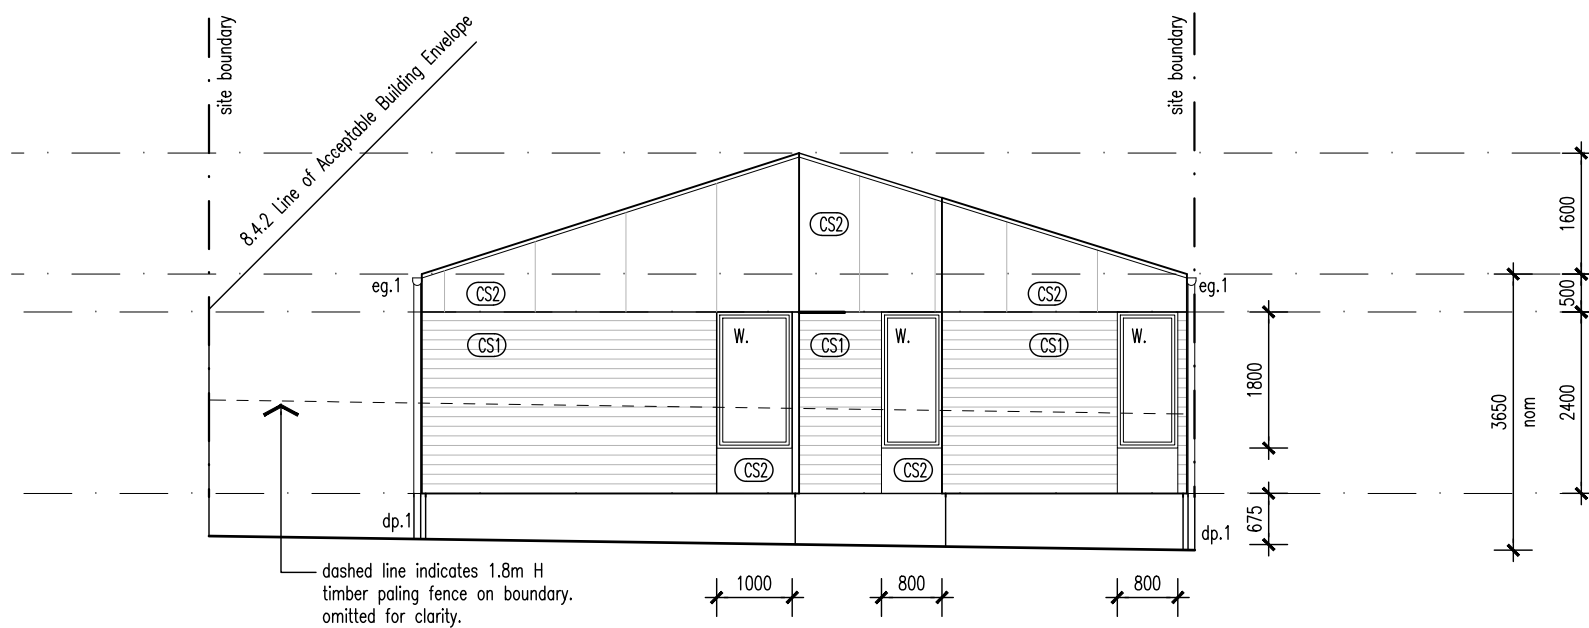 site boundary
8.4.2 Line of Acceptable Building Envelope
site boundary
CS2
1600
eg.1
CS2
CS2
eg.1
500
CS1
W.
CS1
W.
CS1
W.
1800
3650
nom
2400
CS2
CS2
dp.1
675
dp.1
dashed line indicates 1.8m H
timber paling fence on boundary.
omitted for clarity.
1000
800
800